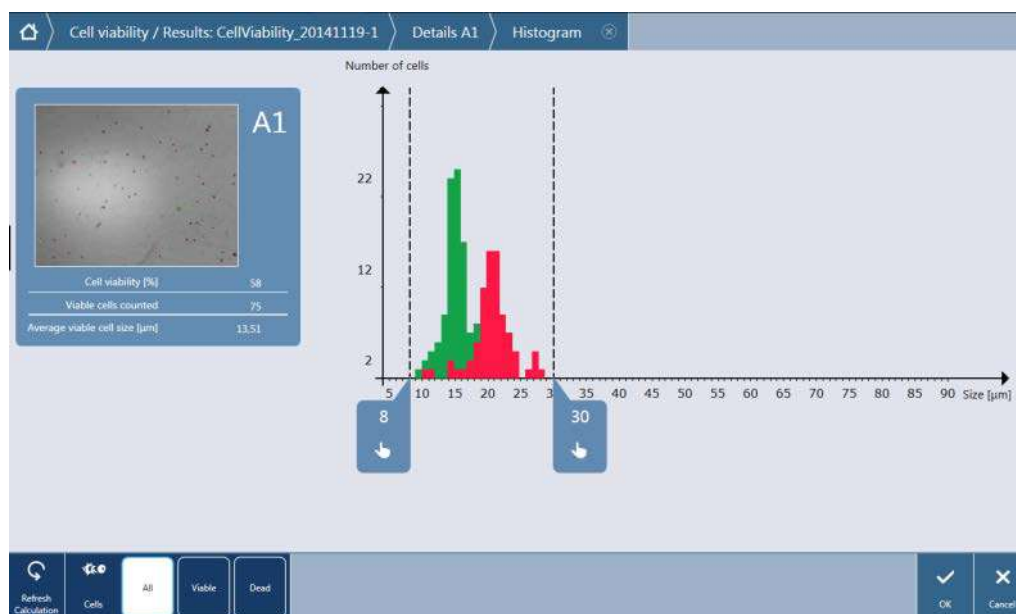 Cell viability / Results: CellViability_20141119-1 Details A1 Histogram
Number of cells
A1
Cell viability [%] 58
Viable cells counted 75
Average viable cell size [µm] 13,51
22
12
2
5 10 15 20 25 3 35 40 45 50 55 60 65 70 75 80 85 90 Size [µm]
8 30
Refresh Calculation
Cells
All
Viable
Dead
OK
Cancel